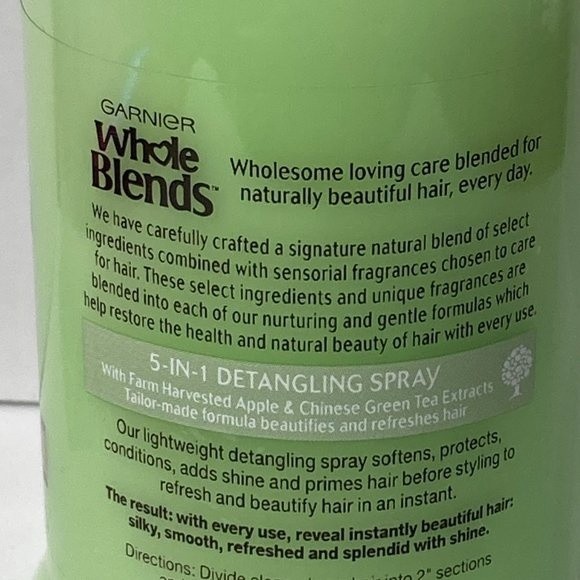 GARNIER
Whole
Blends™
Wholesome loving care blended for
naturally beautiful hair, every day.
We have carefully crafted a signature natural blend of select
ingredients combined with sensorial fragrances chosen to care
for hair. These select ingredients and unique fragrances are
blended into each of our nurturing and gentle formulas which
help restore the health and natural beauty of hair with every use.
5-IN-1 DETANGLING SPRAY
With Farm Harvested Apple & Chinese Green Tea Extracts
Tailor-made formula beautifies and refreshes hair
Our lightweight detangling spray softens, protects,
conditions, adds shine and primes hair before styling to
refresh and beautify hair in an instant.
The result: with every use, reveal instantly beautiful hair:
silky, smooth, refreshed and splendid with shine.
Directions: Divide into 2" sections